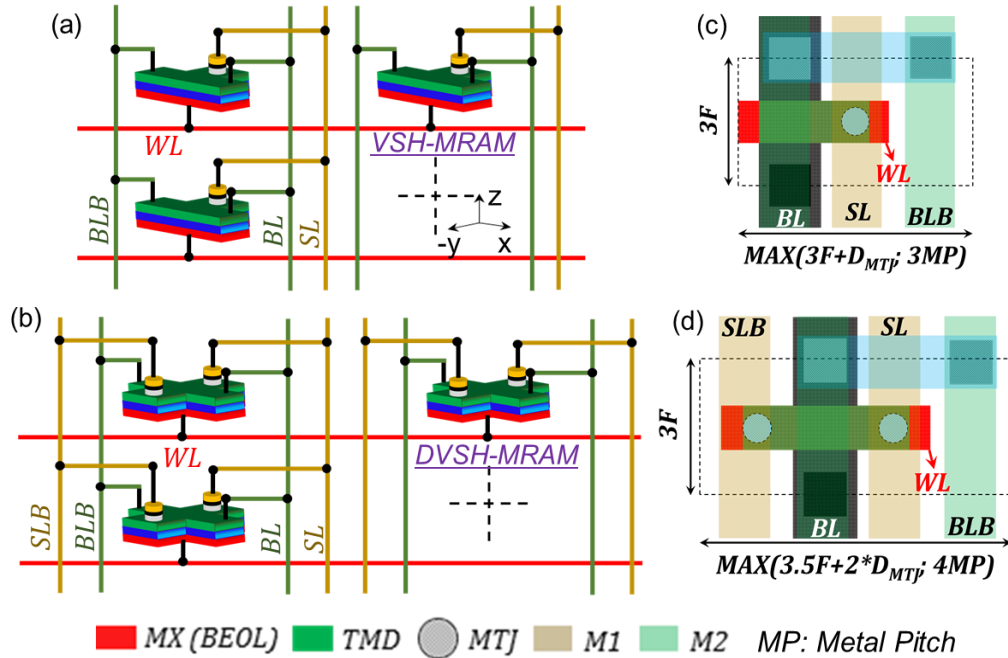 (a)
WL
VSH-MRAM
BLB
BL
SL
z
-y
x
(b)
WL
DVSH-MRAM
SLB
BLB
BL
SL
(c)
3F
WL
BL
SL
BLB
MAX(3F+D_MTJ; 3MP)
(d)
SLB
SL
3F
WL
BL
BLB
MAX(3.5F+2*D_MTJ; 4MP)
MX (BEOL) TMD MTJ M1 M2 MP: Metal Pitch